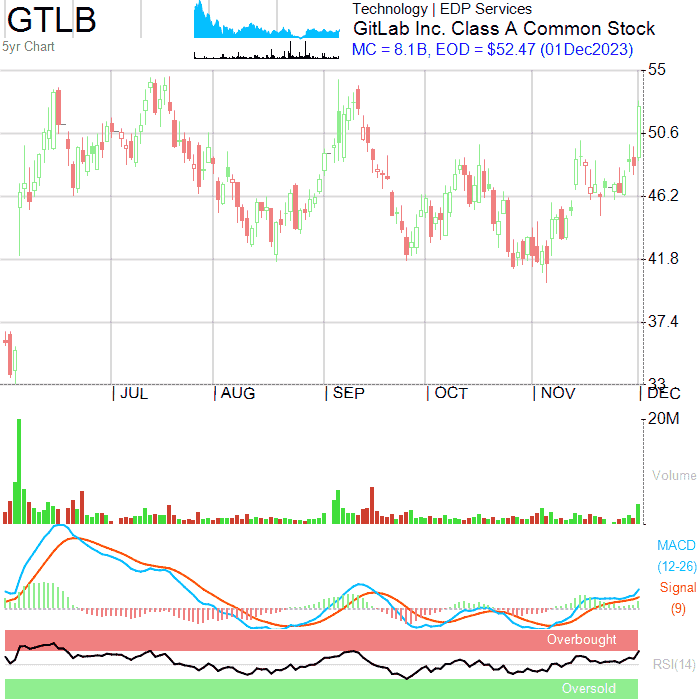 GTLB
5yr Chart
Technology | EDP Services
GitLab Inc. Class A Common Stock
MC = 8.1B, EOD = $52.47 (01Dec2023)
55
50.6
46.2
41.8
37.4
33
| JUL | AUG | SEP | OCT | NOV | DEC
20M
Volume
MACD
(12-26)
Signal
(9)
Overbought
RSI(14)
Oversold